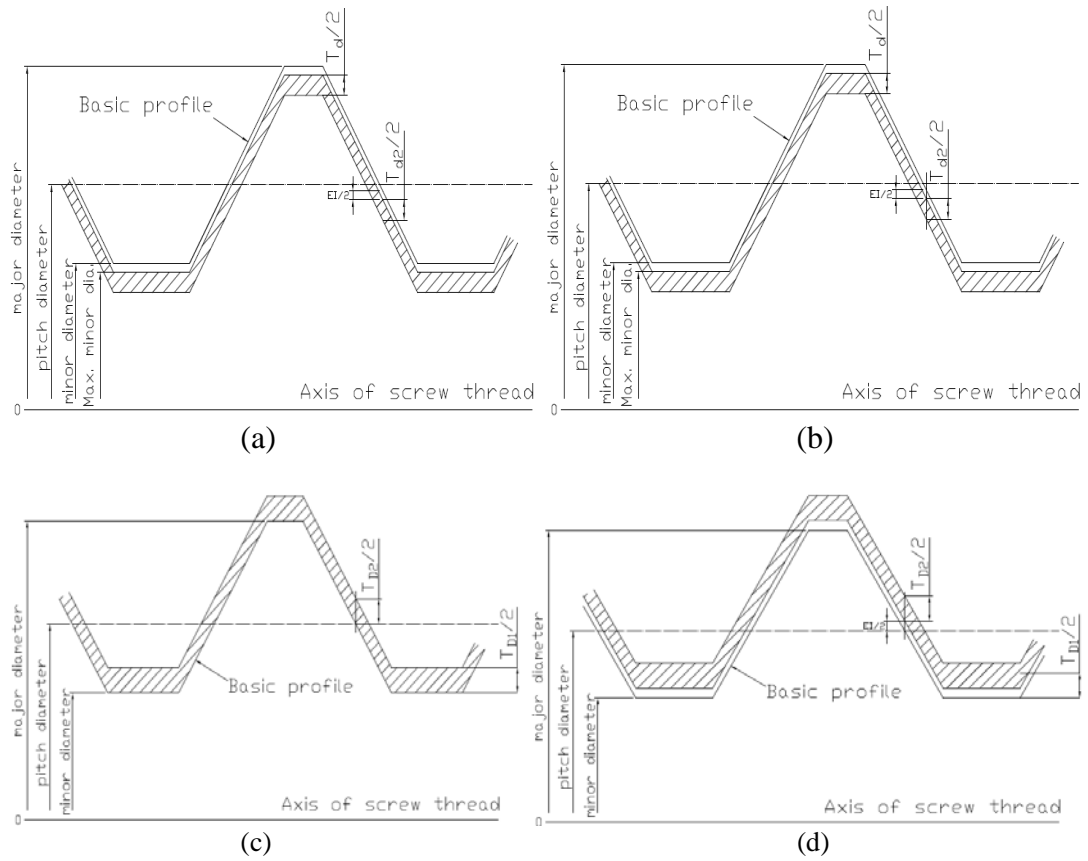 T_d/2
Basic profile
T_d2/2
EI/2
major diameter
pitch diameter
minor diameter
Max. minor dia.
Axis of screw thread
0
(a)
T_d/2
Basic profile
T_d2/2
EI/2
major diameter
pitch diameter
minor diameter
Max. minor dia.
Axis of screw thread
0
(b)
T_D2/2
T_D1/2
Basic profile
major diameter
pitch diameter
minor diameter
Axis of screw thread
0
(c)
T_D2/2
EI/2
T_D1/2
Basic profile
major diameter
pitch diameter
minor diameter
Axis of screw thread
0
(d)